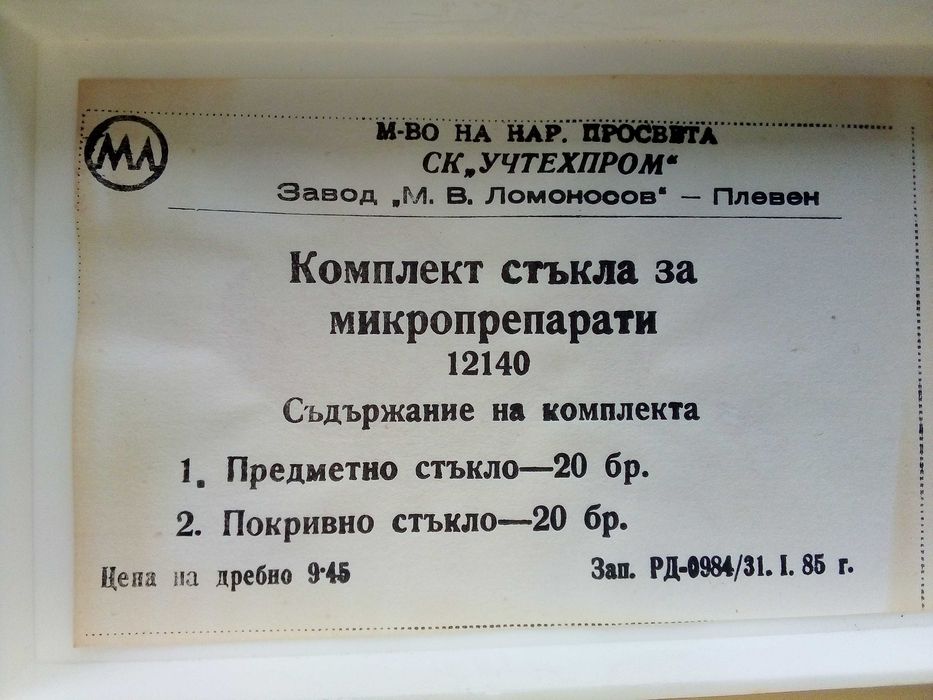 МЛ
М-ВО НА НАР. ПРОСВЕТА
СК„УЧТЕХПРОМ“
Завод „М. В. Ломоносов“ — Плевен
Комплект стъкла за
микропрепарати
12140
Съдържание на комплекта
1. Предметно стъкло—20 бр.
2. Покривно стъкло—20 бр.
Цена на дребно 9·45
Зап. РД-0984/31. I. 85 г.